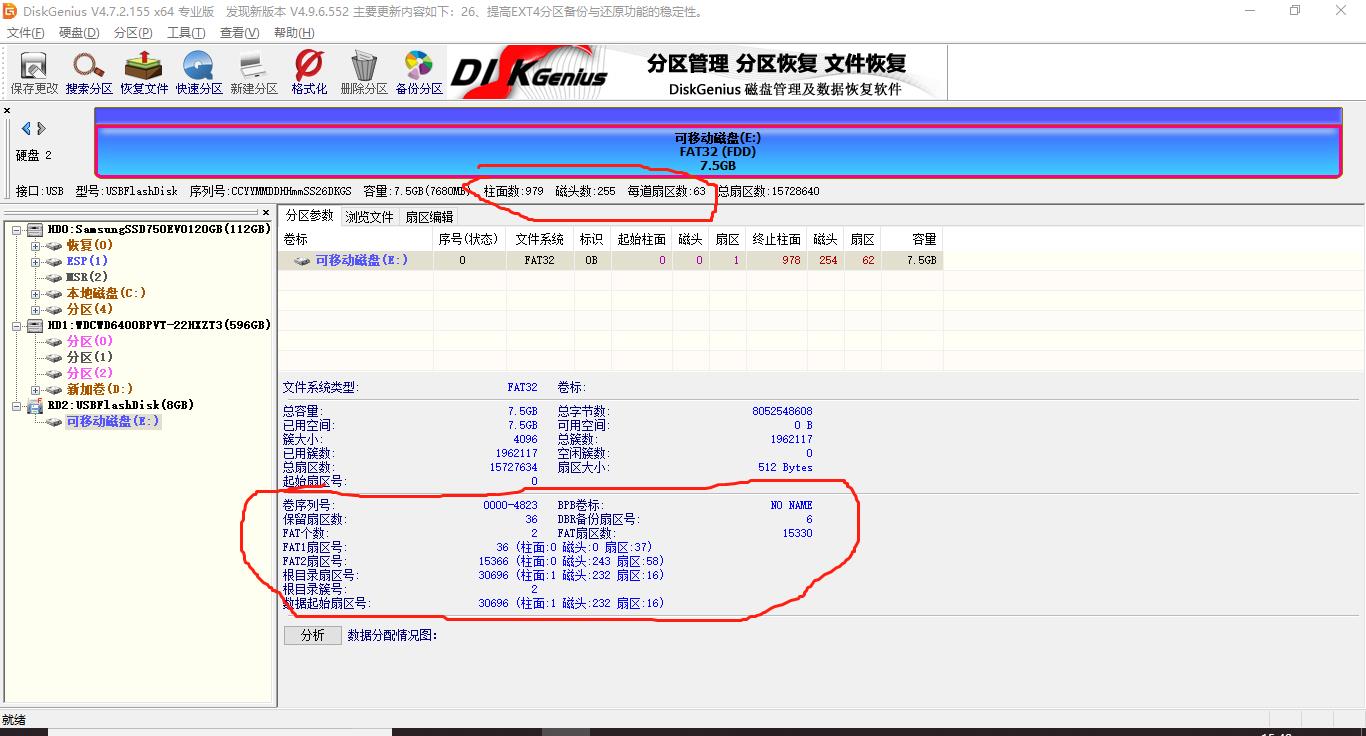 DiskGenius V4.7.2.155 x64 专业版 发现新版本 V4.9.6.552 主要更新内容如下：26、提高EXT4分区备份与还原功能的稳定性。
文件(F) 硬盘(D) 分区(P) 工具(T) 查看(V) 帮助(H)
保存更改 搜索分区 恢复文件 快速分区 新建分区 格式化 删除分区 备份分区
DISKGenius
分区管理 分区恢复 文件恢复
DiskGenius 磁盘管理及数据恢复软件
硬盘 2
可移动磁盘(E:)
FAT32 (FDD)
7.5GB
接口:USB 型号:USBFlashDisk 序列号:CCYYMMDDHHmmSS26DKGS 容量:7.5GB(7680MB) 柱面数:979 磁头数:255 每道扇区数:63 总扇区数:15728640
HD0:SamsungSSD750EVO120GB(112GB)
恢复(0)
ESP(1)
MSR(2)
本地磁盘(C:)
分区(4)
HD1:WDCWD6400BPVT-22HXZT3(596GB)
分区(0)
分区(1)
分区(2)
新加卷(D:)
RD2:USBFlashDisk(8GB)
可移动磁盘(E:)
分区参数 浏览文件 扇区编辑
卷标 序号(状态) 文件系统 标识 起始柱面 磁头 扇区 终止柱面 磁头 扇区 容量
可移动磁盘(E:) 0 FAT32 0B 0 0 1 978 254 62 7.5GB
文件系统类型: FAT32 卷标:
总容量: 7.5GB 总字节数: 8052548608
已用空间: 7.5GB 可用空间: 0 B
簇大小: 4096 总簇数: 1962117
已用簇数: 1962117 空闲簇数: 0
总扇区数: 15727634 扇区大小: 512 Bytes
起始扇区号: 0
卷序列号: 0000-4823 BPB卷标: NO NAME
保留扇区数: 36 DBR备份扇区号: 6
FAT个数: 2 FAT扇区数: 15330
FAT1扇区号: 36 (柱面:0 磁头:0 扇区:37)
FAT2扇区号: 15366 (柱面:0 磁头:243 扇区:58)
根目录扇区号: 30696 (柱面:1 磁头:232 扇区:16)
根目录簇号: 2
数据起始扇区号: 30696 (柱面:1 磁头:232 扇区:16)
分析 数据分配情况图:
就绪